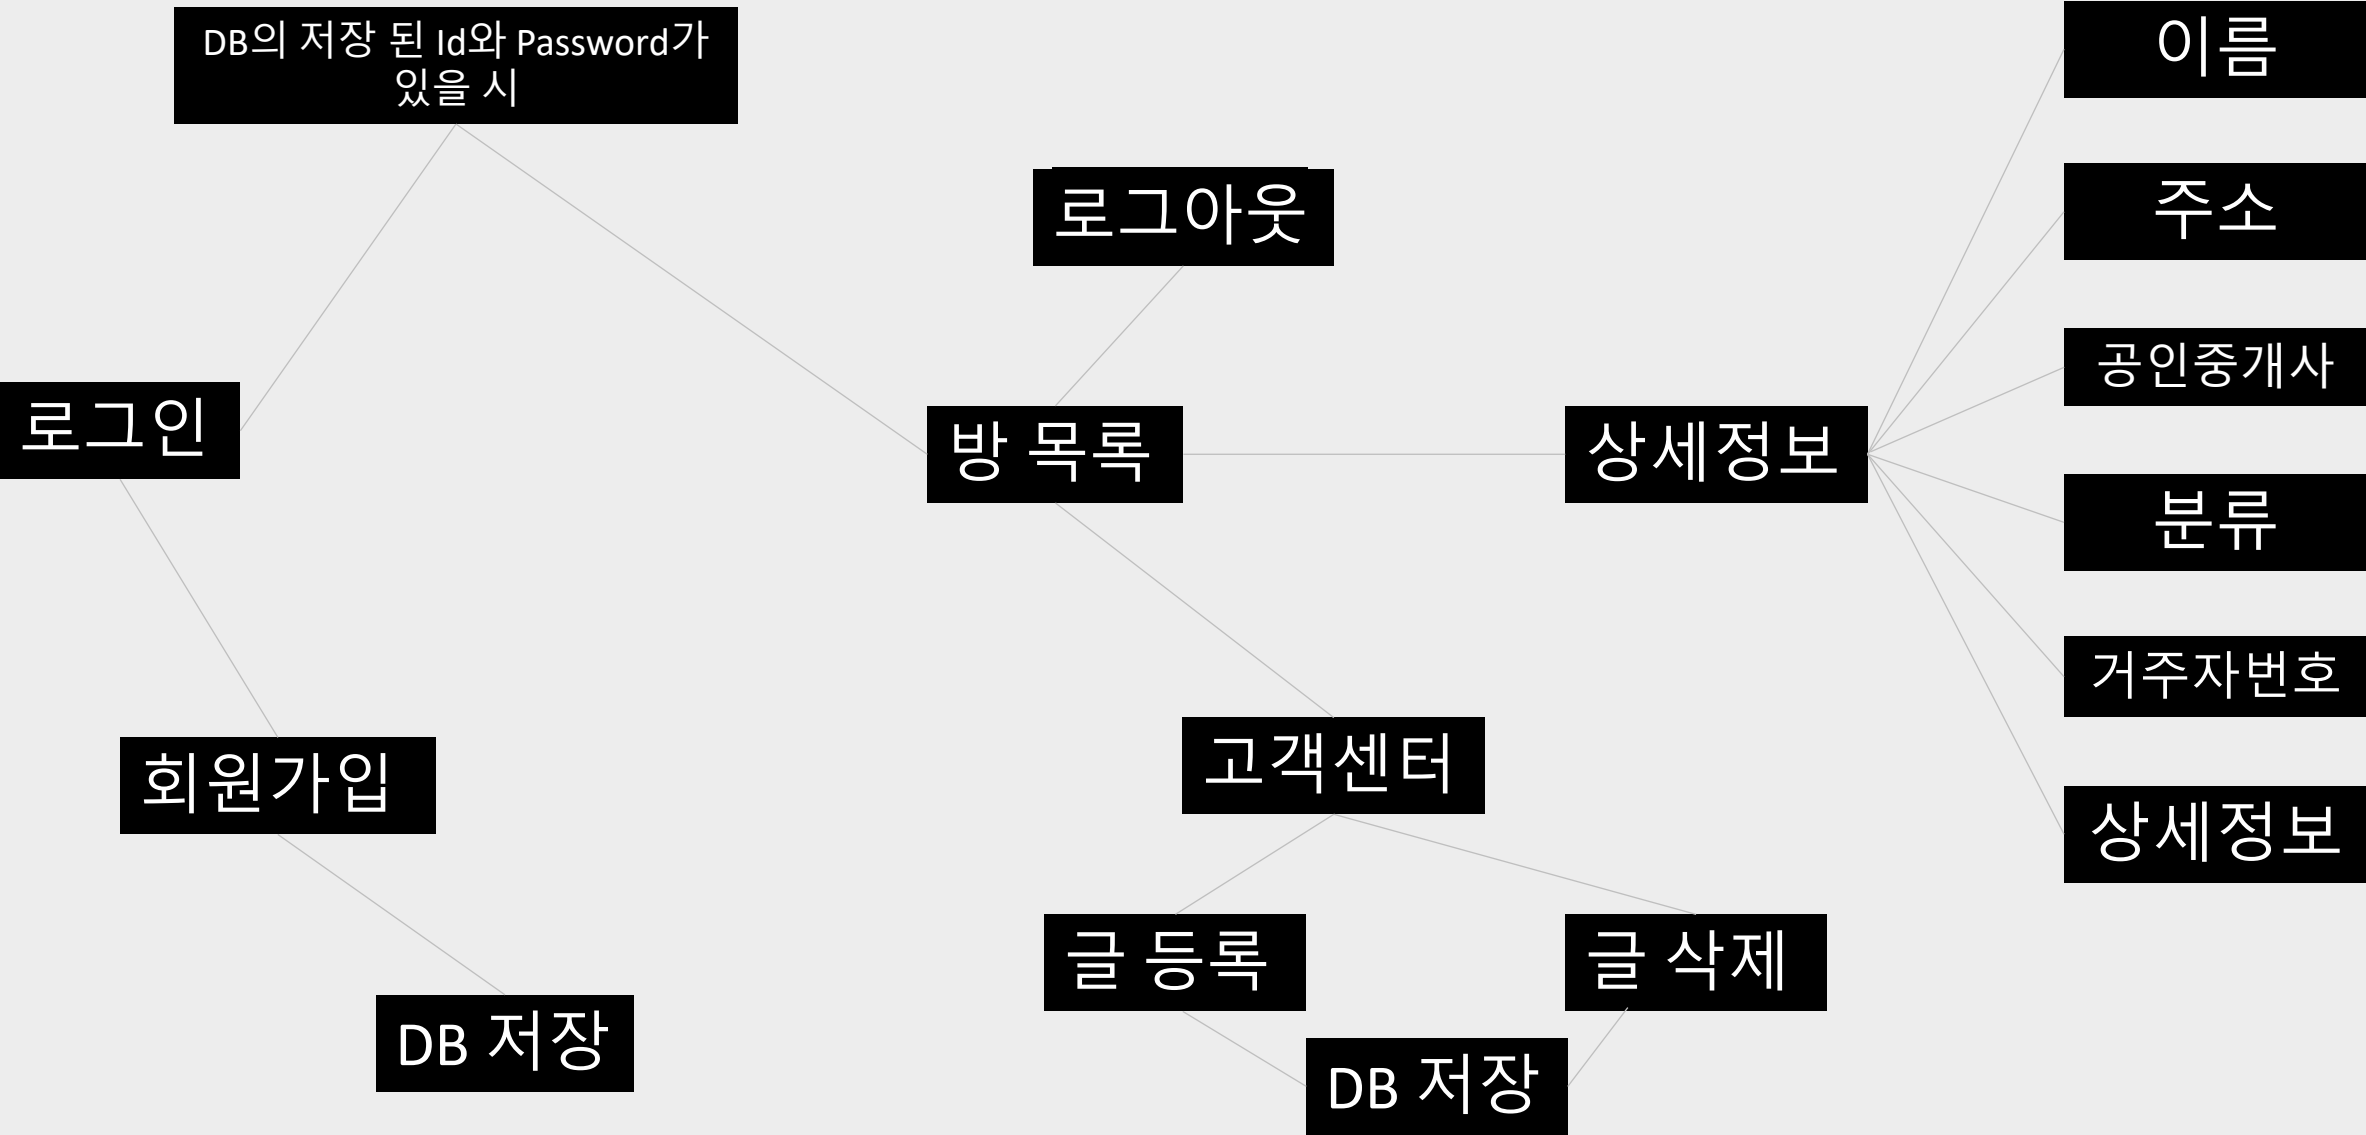 DB의 저장 된 Id와 Password가
있을 시
로그아웃
로그인
방 목록
상세정보
이름
주소
공인중개사
분류
거주자번호
상세정보
회원가입
고객센터
글 등록
글 삭제
DB 저장
DB 저장